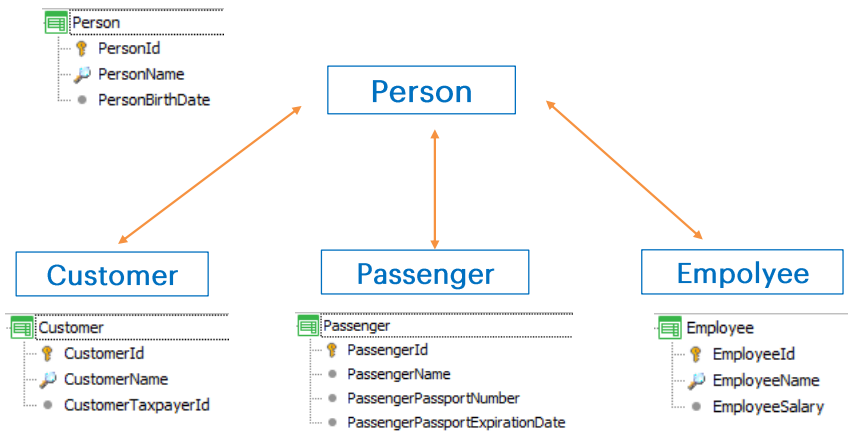 Person
PersonId
PersonName
PersonBirthDate
Person
Customer
Passenger
Empolyee
Customer
CustomerId
CustomerName
CustomerTaxpayerId
Passenger
PassengerId
PassengerName
PassengerPassportNumber
PassengerPassportExpirationDate
Employee
EmployeeId
EmployeeName
EmployeeSalary